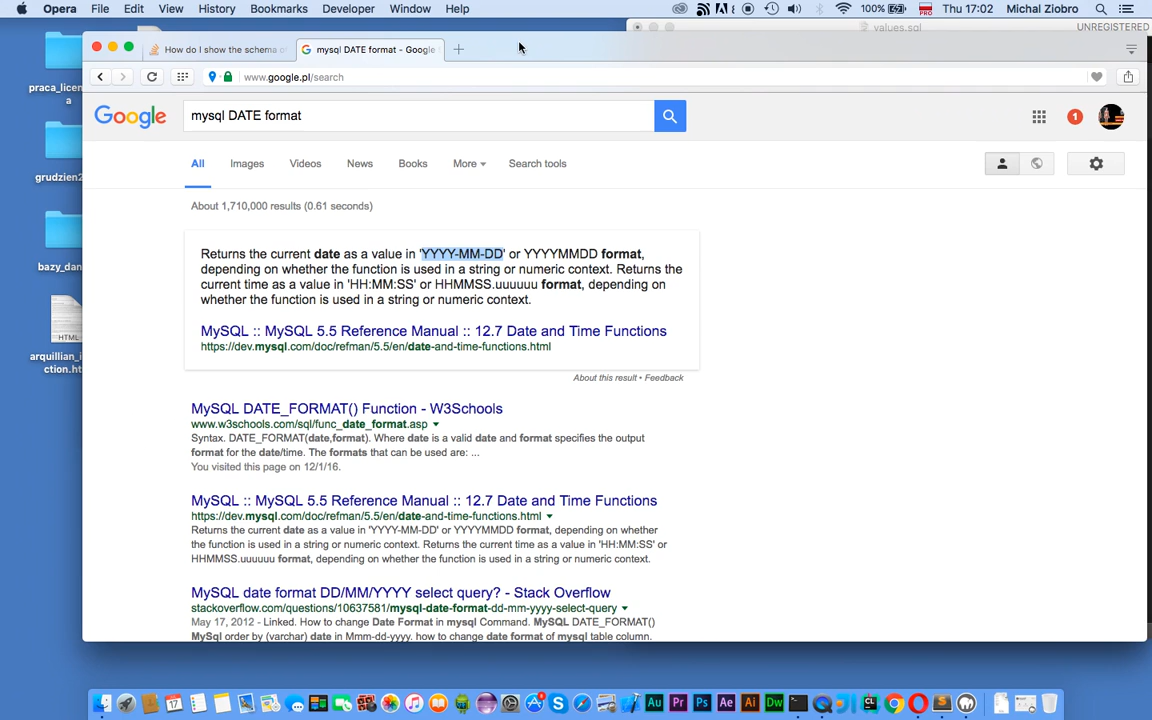 Opera File Edit View History Bookmarks Developer Window Help 100% Thu 17:02 Michal Ziobro
values.sql UNREGISTERED
How do I show the schema o mysql DATE format - Google
www.google.pl/search
praca_licen
a
Google mysql DATE format 1
grudzien2
All Images Videos News Books More Search tools
About 1,710,000 results (0.61 seconds)
Returns the current date as a value in 'YYYY-MM-DD' or YYYYMMDD format,
depending on whether the function is used in a string or numeric context. Returns the
current time as a value in 'HH:MM:SS' or HHMMSS.uuuuuu format, depending on
whether the function is used in a string or numeric context.
bazy_dan
MySQL :: MySQL 5.5 Reference Manual :: 12.7 Date and Time Functions
https://dev.mysql.com/doc/refman/5.5/en/date-and-time-functions.html
HTML
arquillian_i
ction.ht
About this result • Feedback
MySQL DATE_FORMAT() Function - W3Schools
www.w3schools.com/sql/func_date_format.asp
Syntax. DATE_FORMAT(date,format). Where date is a valid date and format specifies the output
format for the date/time. The formats that can be used are: ...
You visited this page on 12/1/16.
MySQL :: MySQL 5.5 Reference Manual :: 12.7 Date and Time Functions
https://dev.mysql.com/doc/refman/5.5/en/date-and-time-functions.html
Returns the current date as a value in 'YYYY-MM-DD' or YYYYMMDD format, depending on whether
the function is used in a string or numeric context. Returns the current time as a value in 'HH:MM:SS' or
HHMMSS.uuuuuu format, depending on whether the function is used in a string or numeric context.
MySQL date format DD/MM/YYYY select query? - Stack Overflow
stackoverflow.com/questions/10637581/mysql-date-format-dd-mm-yyyy-select-query
May 17, 2012 - Linked. How to change Date Format in mysql Command. MySQL DATE_FORMAT()
MySql order by (varchar) date in Mmm-dd-yyyy. how to change date format of mysql table column.
17 Au Pr Ps Ae Ai Dw CL